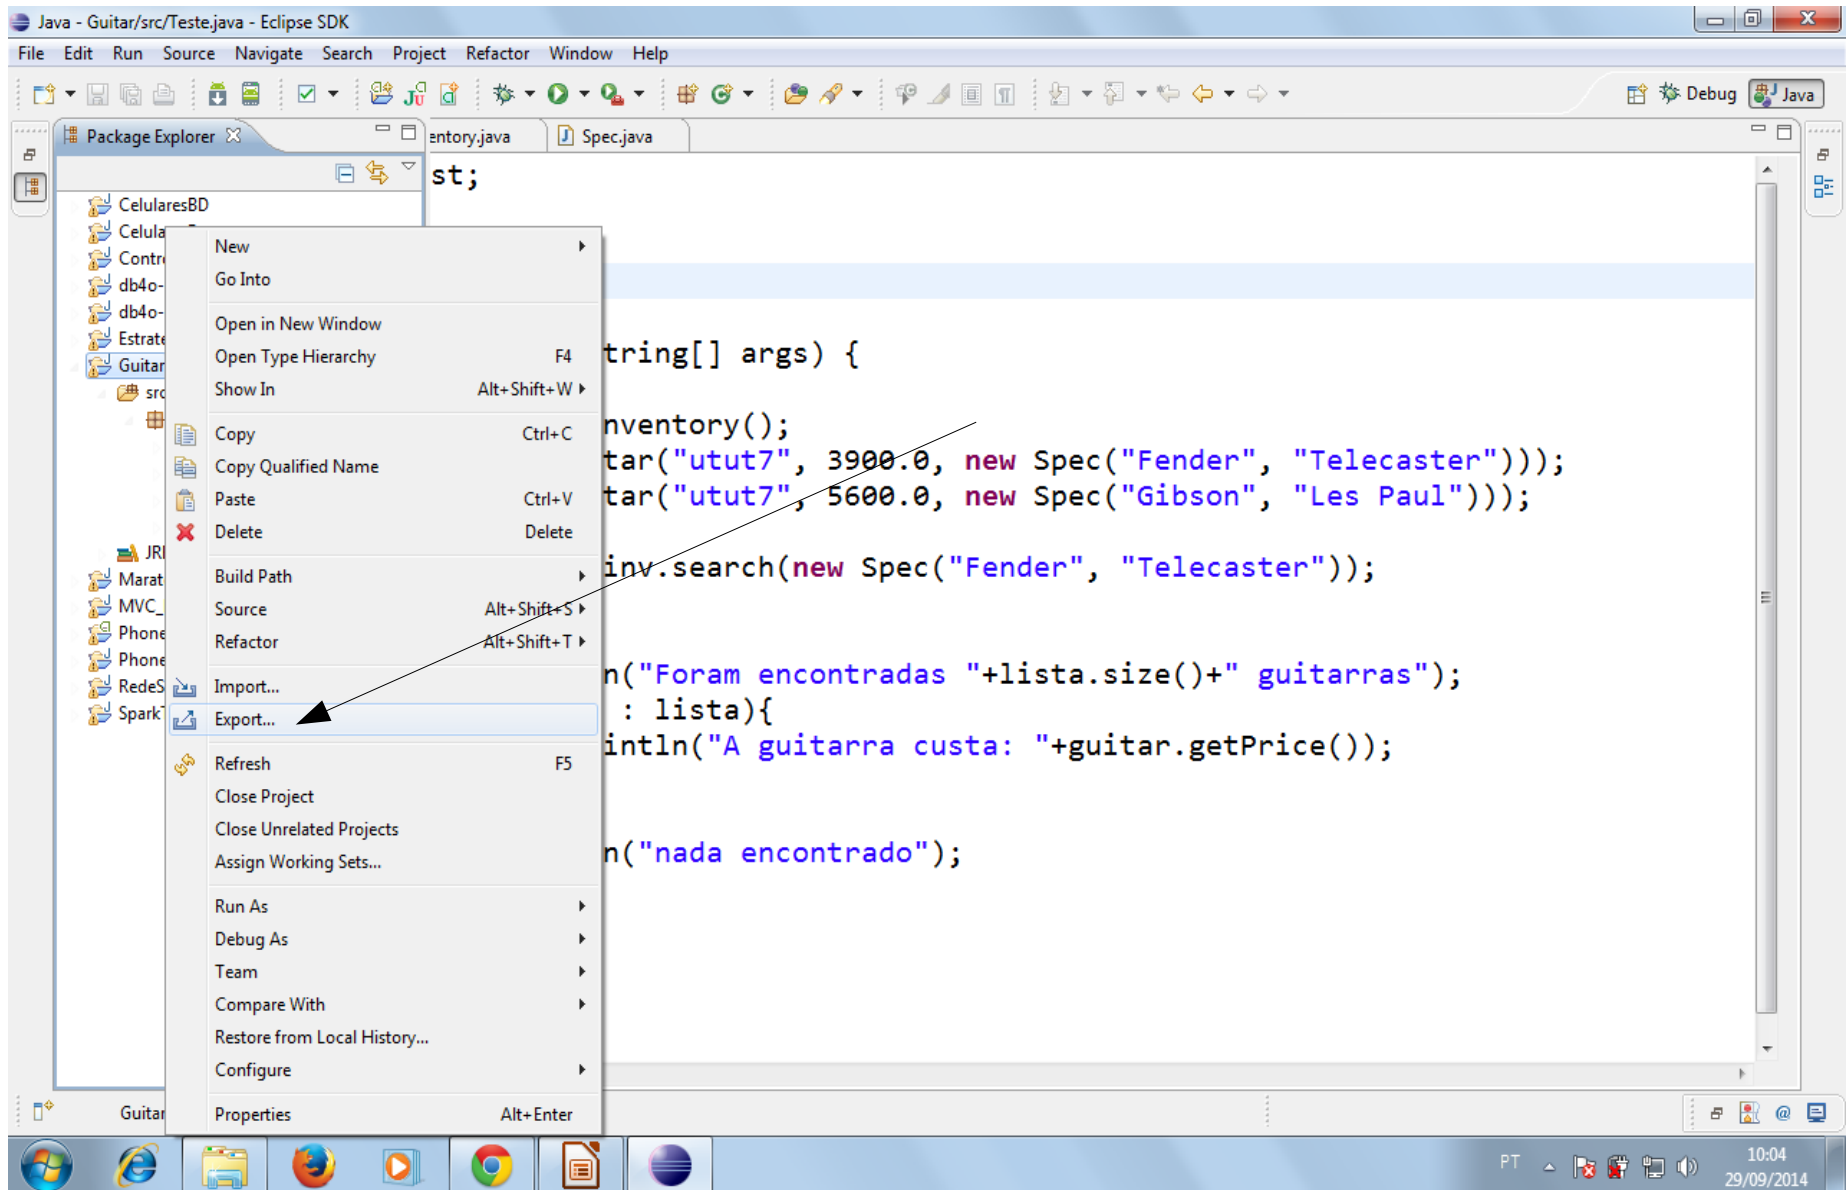 Java - Guitar/src/Teste.java - Eclipse SDK
File Edit Run Source Navigate Search Project Refactor Window Help
Debug Java
Package Explorer
entory.java Spec.java
st;
CelularesBD
Celula
Contr
db4o-
db4o-
Estrate
Guitar
src
JRE
Marat
MVC_
Phone
Phone
RedeS
Spark
New
Go Into
Open in New Window
Open Type Hierarchy F4
Show In Alt+Shift+W
Copy Ctrl+C
Copy Qualified Name
Paste Ctrl+V
Delete Delete
Build Path
Source Alt+Shift+S
Refactor Alt+Shift+T
Import...
Export...
Refresh F5
Close Project
Close Unrelated Projects
Assign Working Sets...
Run As
Debug As
Team
Compare With
Restore from Local History...
Configure
Properties Alt+Enter
tring[] args) {
nventory();
tar("utut7", 3900.0, new Spec("Fender", "Telecaster")));
tar("utut7", 5600.0, new Spec("Gibson", "Les Paul")));
inv.search(new Spec("Fender", "Telecaster"));
n("Foram encontradas "+lista.size()+" guitarras");
: lista){
intln("A guitarra custa: "+guitar.getPrice());
n("nada encontrado");
Guitar
PT
10:04
29/09/2014